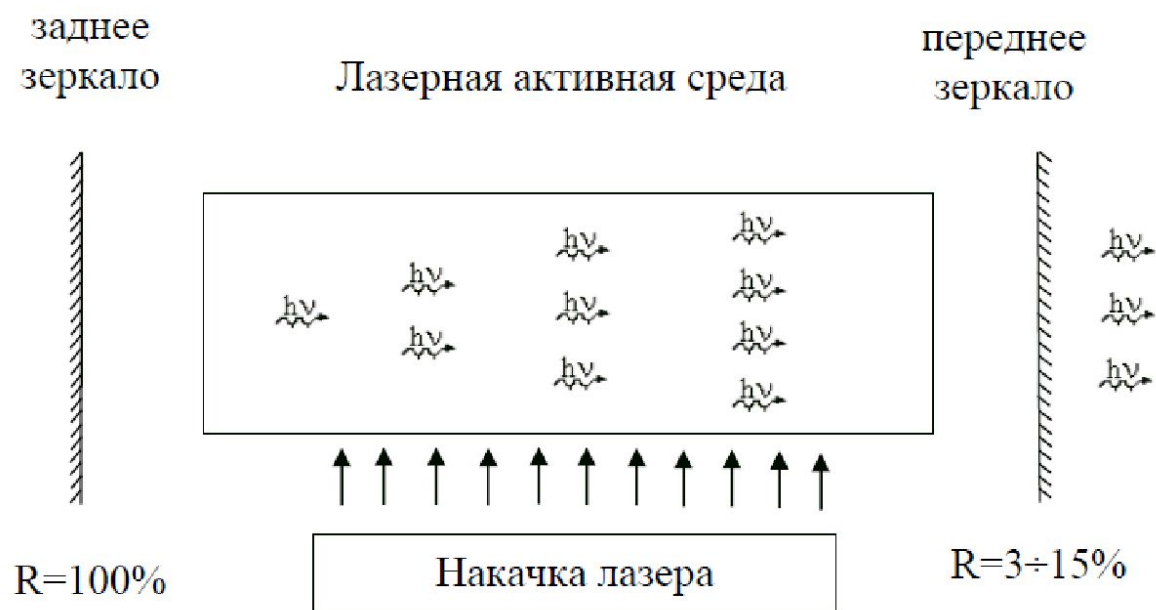 заднее
зеркало
Лазерная активная среда
переднее
зеркало
hν
hν
hν
hν
hν
hν
hν
hν
hν
hν
hν
hν
hν
R=100%
Накачка лазера
R=3÷15%